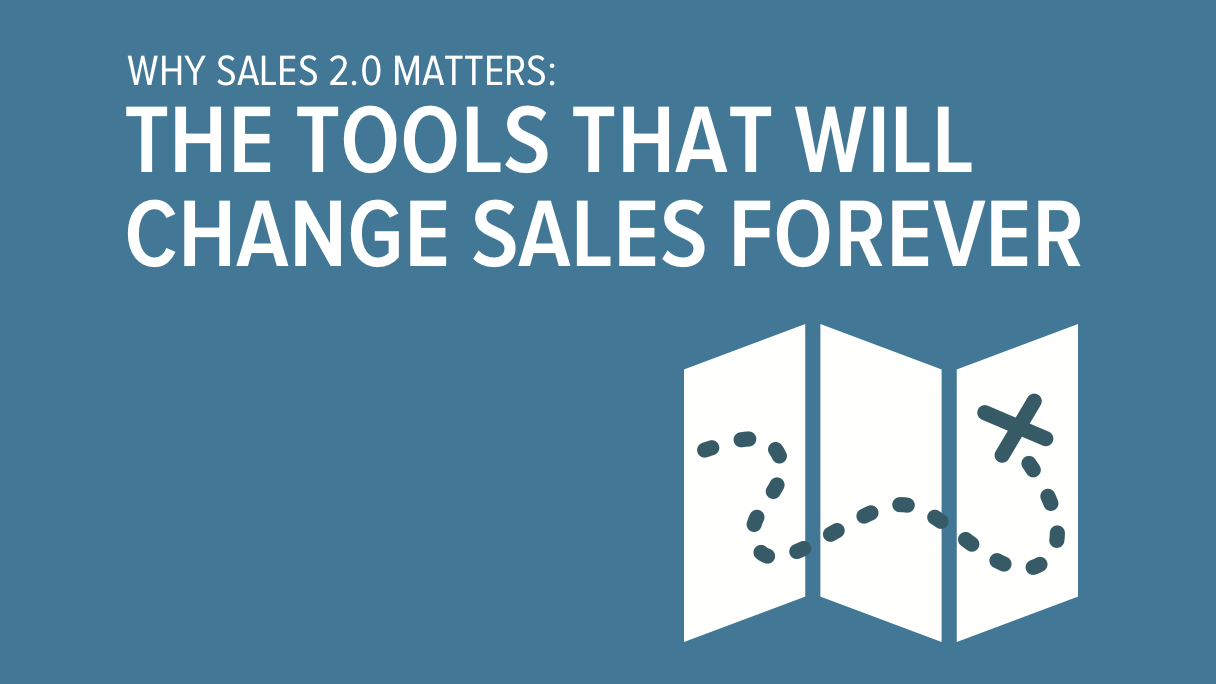 WHY SALES 2.0 MATTERS:
THE TOOLS THAT WILL
CHANGE SALES FOREVER